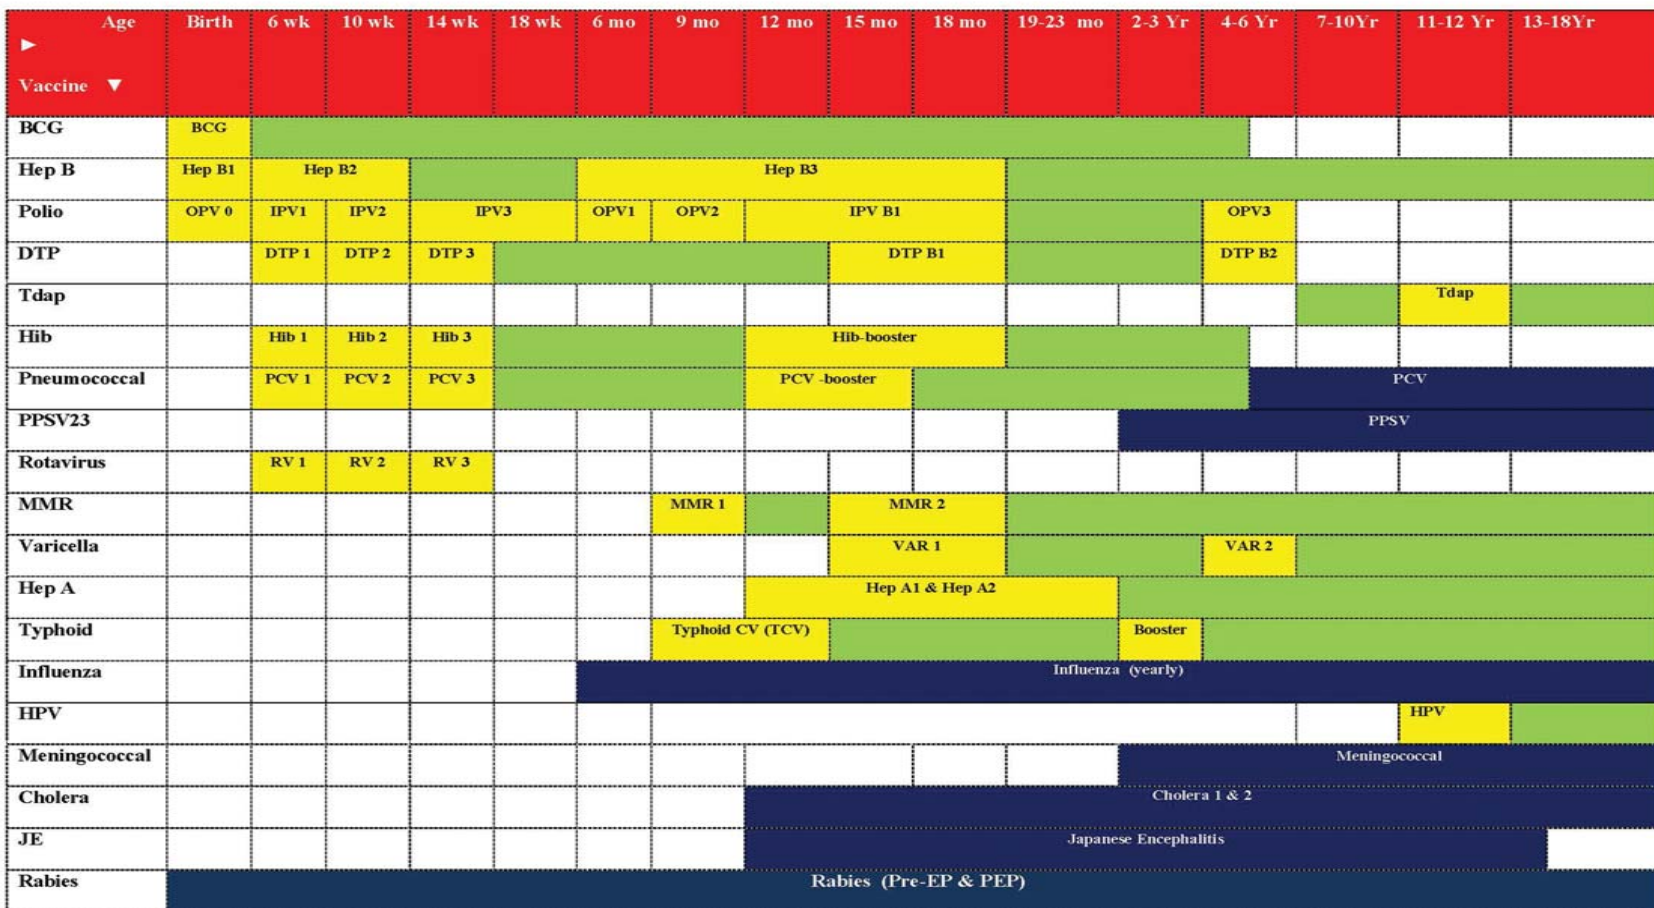 Age Birth 6 wk 10 wk 14 wk 18 wk 6 mo 9 mo 12 mo 15 mo 18 mo 19-23 mo 2-3 Yr 4-6 Yr 7-10Yr 11-12 Yr 13-18Yr
►
Vaccine ▼
BCG BCG
Hep B Hep B1 Hep B2 Hep B3
Polio OPV 0 IPV1 IPV2 IPV3 OPV1 OPV2 IPV B1 OPV3
DTP DTP 1 DTP 2 DTP 3 DTP B1 DTP B2
Tdap Tdap
Hib Hib 1 Hib 2 Hib 3 Hib-booster
Pneumococcal PCV 1 PCV 2 PCV 3 PCV -booster PCV
PPSV23 PPSV
Rotavirus RV 1 RV 2 RV 3
MMR MMR 1 MMR 2
Varicella VAR 1 VAR 2
Hep A Hep A1 & Hep A2
Typhoid Typhoid CV (TCV) Booster
Influenza Influenza (yearly)
HPV HPV
Meningococcal Meningococcal
Cholera Cholera 1 & 2
JE Japanese Encephalitis
Rabies Rabies (Pre-EP & PEP)